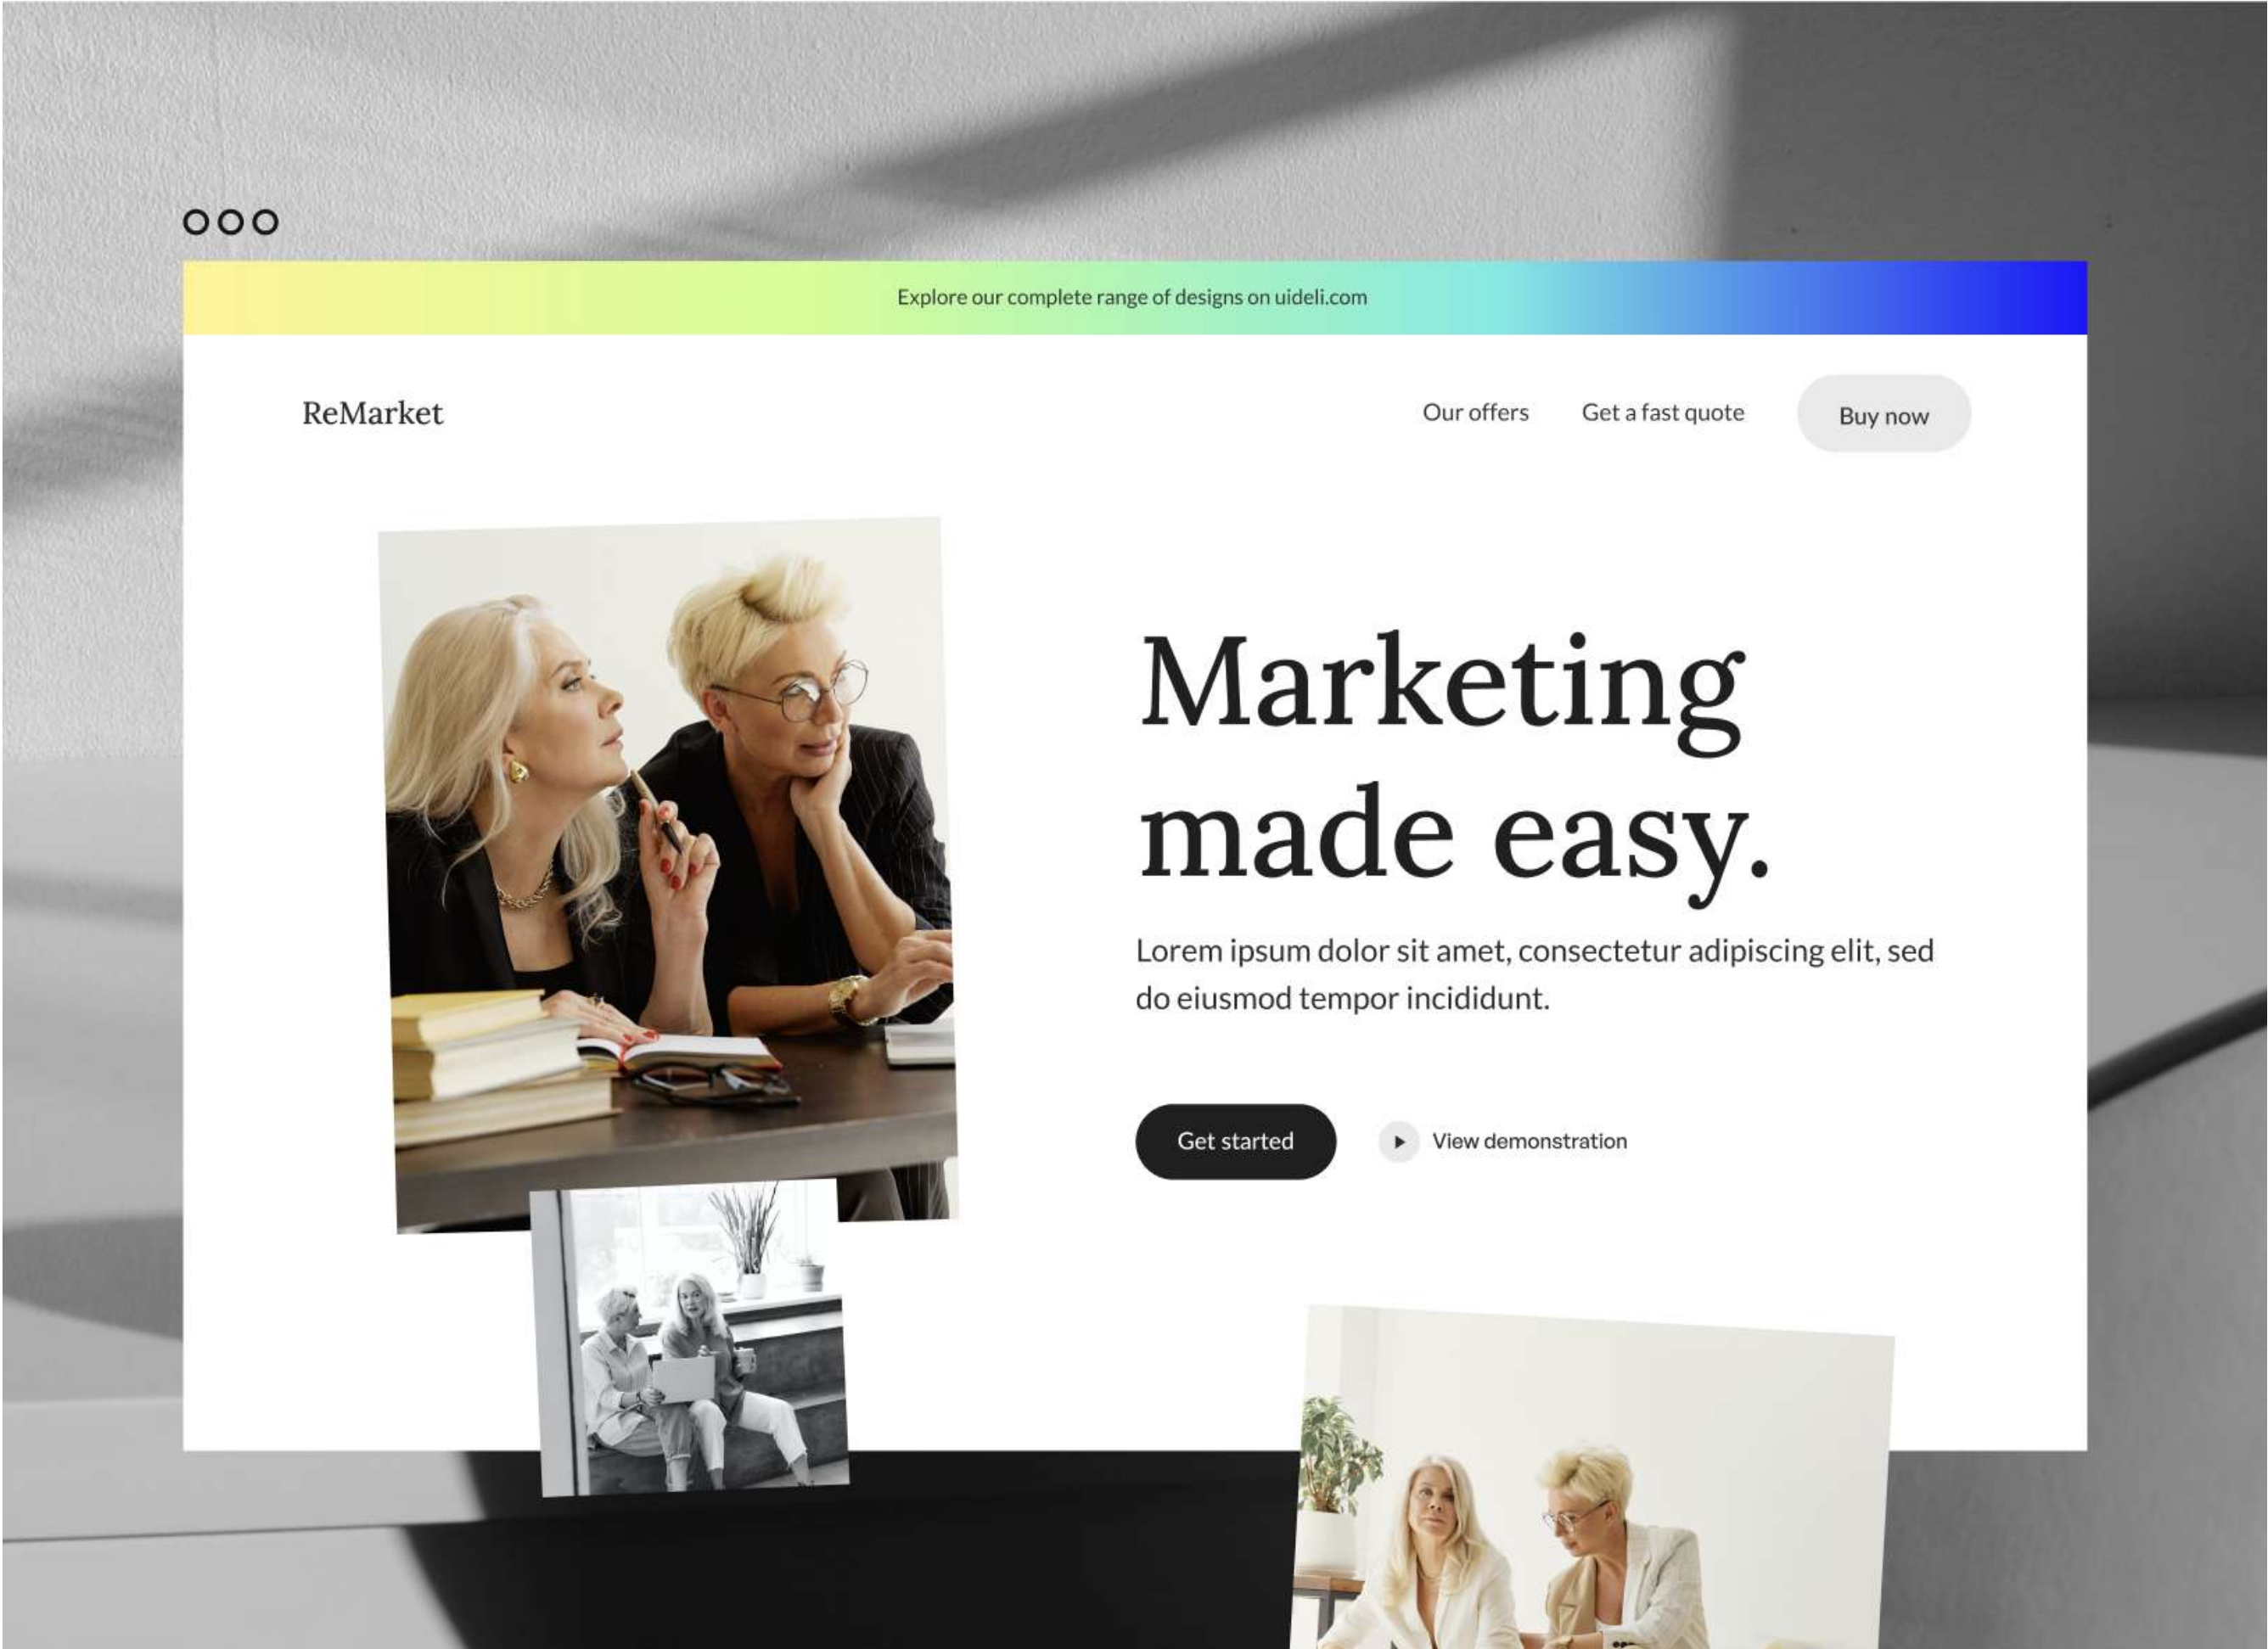 Explore our complete range of designs on uideli.com
ReMarket
Our offers
Get a fast quote
Buy now
Marketing
made easy.
Lorem ipsum dolor sit amet, consectetur adipiscing elit, sed
do eiusmod tempor incididunt.
Get started
View demonstration